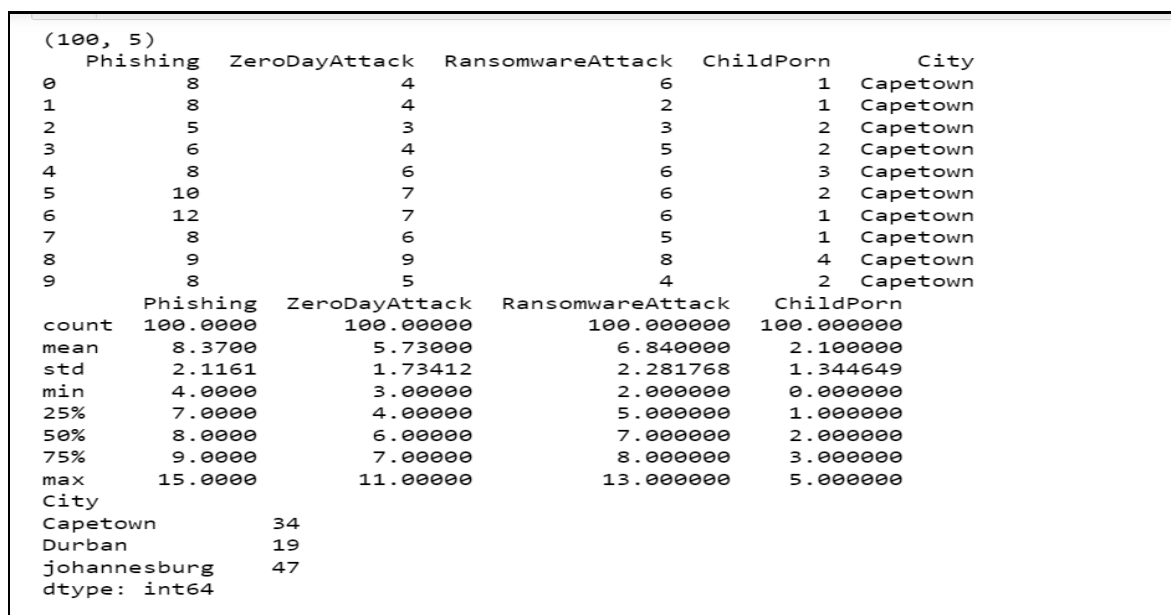 (100, 5)
Phishing ZeroDayAttack RansomwareAttack ChildPorn City
0 8 4 6 1 Capetown
1 8 4 2 1 Capetown
2 5 3 3 2 Capetown
3 6 4 5 2 Capetown
4 8 6 6 3 Capetown
5 10 7 6 2 Capetown
6 12 7 6 1 Capetown
7 8 6 5 1 Capetown
8 9 9 8 4 Capetown
9 8 5 4 2 Capetown
Phishing ZeroDayAttack RansomwareAttack ChildPorn
count 100.0000 100.00000 100.000000 100.000000
mean 8.3700 5.73000 6.840000 2.100000
std 2.1161 1.73412 2.281768 1.344649
min 4.0000 3.00000 2.000000 0.000000
25% 7.0000 4.00000 5.000000 1.000000
50% 8.0000 6.00000 7.000000 2.000000
75% 9.0000 7.00000 8.000000 3.000000
max 15.0000 11.00000 13.000000 5.000000
City
Capetown 34
Durban 19
johannesburg 47
dtype: int64